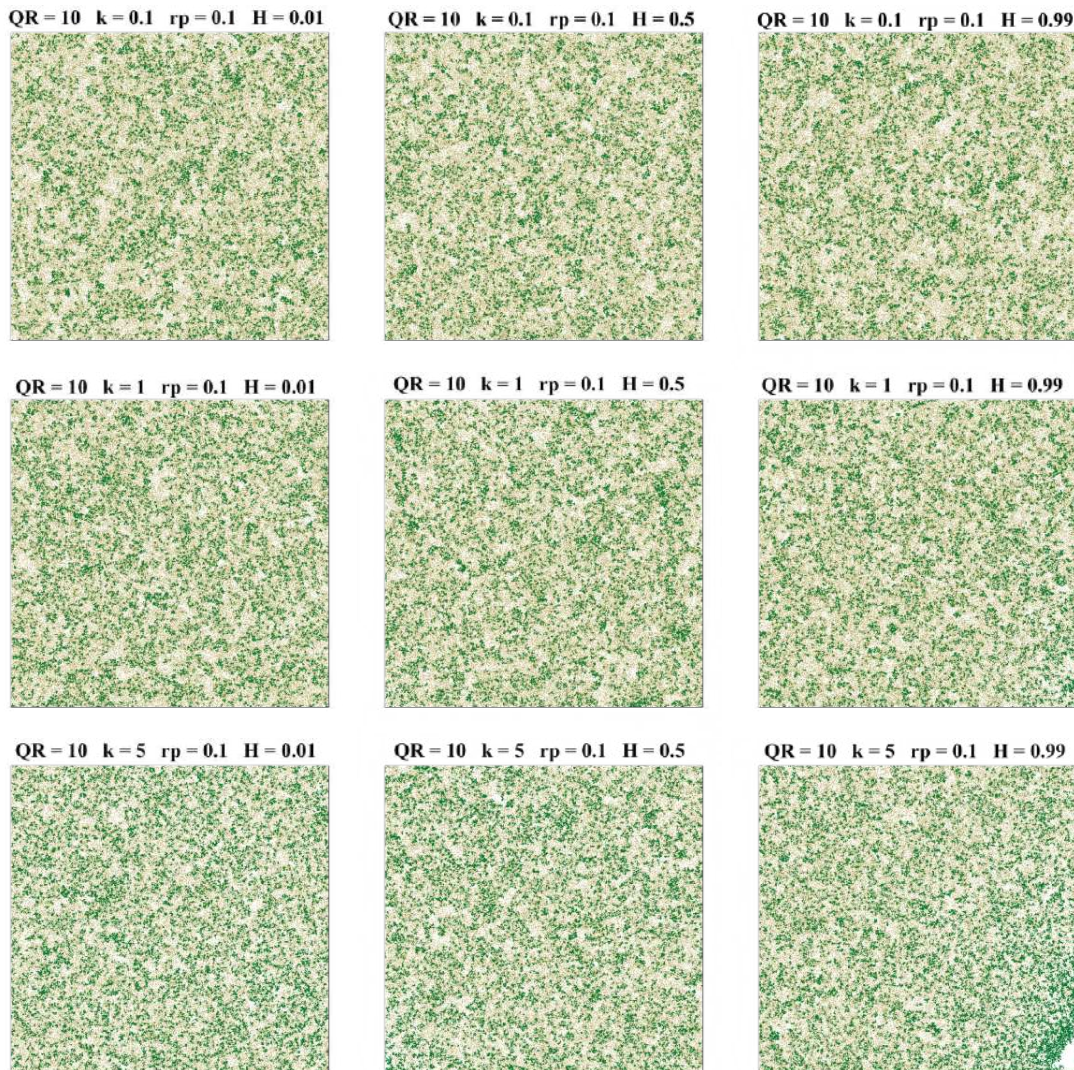 QR = 10 k = 0.1 rp = 0.1 H = 0.01
QR = 10 k = 0.1 rp = 0.1 H = 0.5
QR = 10 k = 0.1 rp = 0.1 H = 0.99
QR = 10 k = 1 rp = 0.1 H = 0.01
QR = 10 k = 1 rp = 0.1 H = 0.5
QR = 10 k = 1 rp = 0.1 H = 0.99
QR = 10 k = 5 rp = 0.1 H = 0.01
QR = 10 k = 5 rp = 0.1 H = 0.5
QR = 10 k = 5 rp = 0.1 H = 0.99